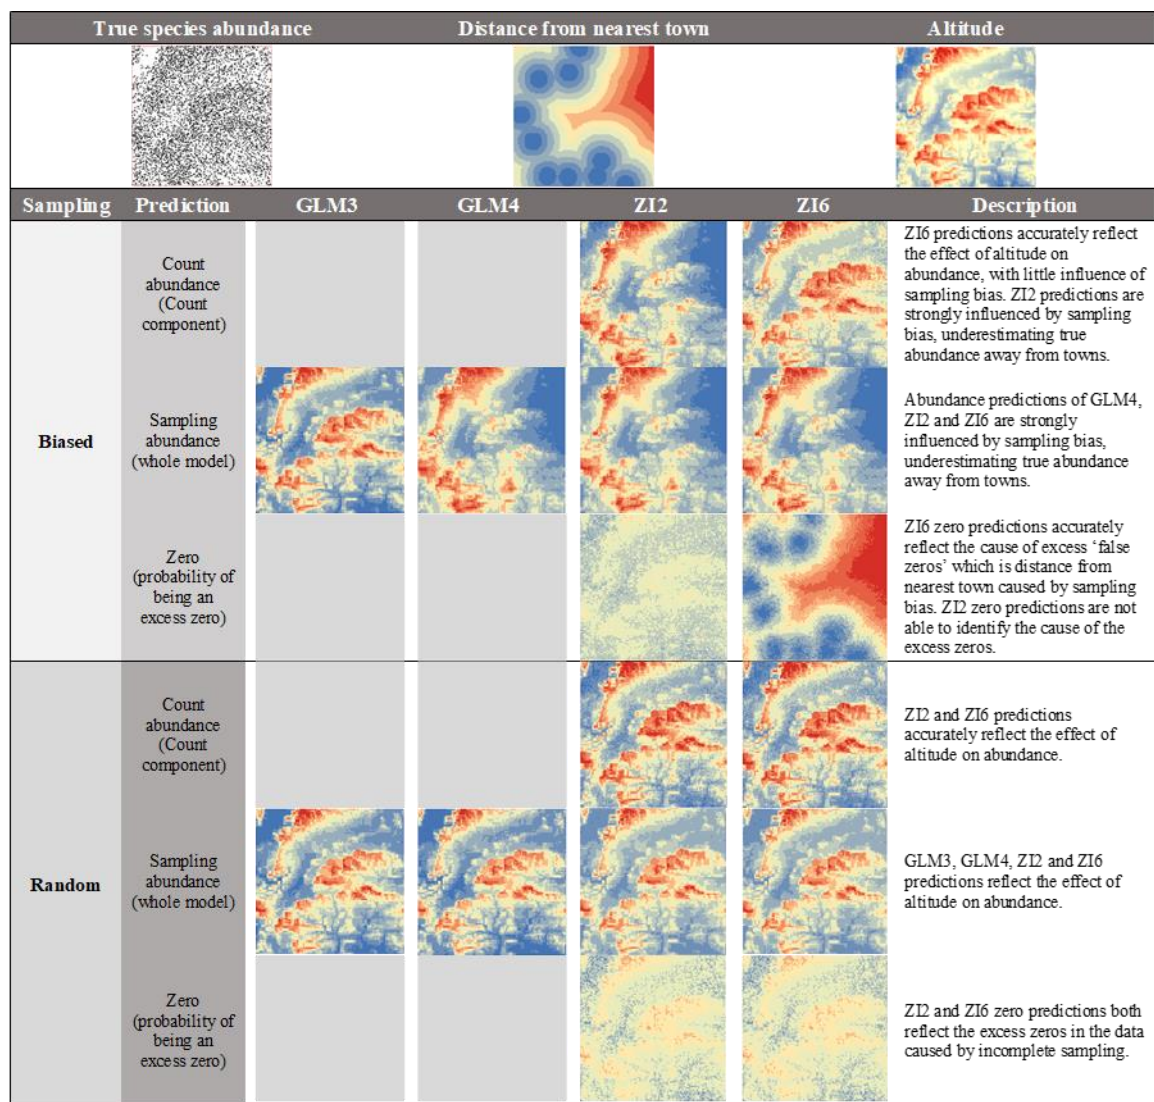 True species abundance Distance from nearest town Altitude
Sampling Prediction GLM3 GLM4 ZI2 ZI6 Description
Biased
Count
abundance
(Count
component)
ZI6 predictions accurately reflect
the effect of altitude on
abundance, with little influence of
sampling bias. ZI2 predictions are
strongly influenced by sampling
bias, underestimating true
abundance away from towns.
Sampling
abundance
(whole model)
Abundance predictions of GLM4,
ZI2 and ZI6 are strongly
influenced by sampling bias,
underestimating true abundance
away from towns.
Zero
(probability of
being an
excess zero)
ZI6 zero predictions accurately
reflect the cause of excess ‘false
zeros’ which is distance from
nearest town caused by sampling
bias. ZI2 zero predictions are not
able to identify the cause of the
excess zeros.
Random
Count
abundance
(Count
component)
ZI2 and ZI6 predictions
accurately reflect the effect of
altitude on abundance.
Sampling
abundance
(whole model)
GLM3, GLM4, ZI2 and ZI6
predictions reflect the effect of
altitude on abundance.
Zero
(probability of
being an
excess zero)
ZI2 and ZI6 zero predictions both
reflect the excess zeros in the data
caused by incomplete sampling.